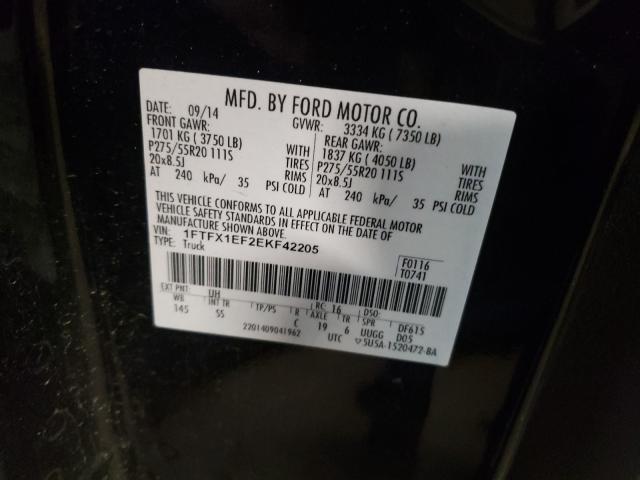 MFD. BY FORD MOTOR CO.
DATE: 09/14 GVWR: 3334 KG ( 7350 LB)
FRONT GAWR: REAR GAWR:
1701 KG ( 3750 LB) WITH 1837 KG ( 4050 LB) WITH
P275/55R20 111S TIRES P275/55R20 111S TIRES
20x8.5J RIMS 20x8.5J RIMS
AT 240 kPa/ 35 PSI COLD AT 240 kPa/ 35 PSI COLD
THIS VEHICLE CONFORMS TO ALL APPLICABLE FEDERAL MOTOR
VEHICLE SAFETY STANDARDS IN EFFECT ON THE DATE OF
MANUFACTURE SHOWN ABOVE.
VIN: 1FTFX1EF2EKF42205
TYPE: Truck
F0116
T0741
EXT PNT: UH RC: 16 DSO:
WB INT TR TP/PS R AXLE TR SPR DF615
145 SS C 19 6 UUGG D05
2201409041962 UTC 5U5A-1520472-BA